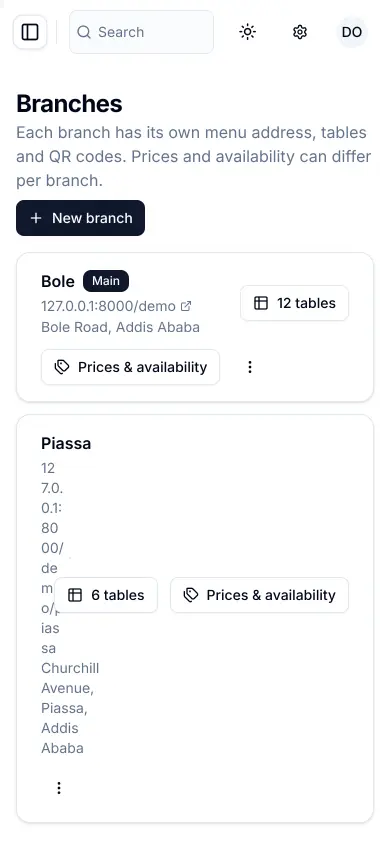 Search
DO
Branches
Each branch has its own menu address, tables
and QR codes. Prices and availability can differ
per branch.
+ New branch
Bole Main
127.0.0.1:8000/demo
Bole Road, Addis Ababa
12 tables
Prices & availability
Piassa
12
7.0.
0.1:
80
00/
de
m
o/
ias
sa
Churchill
Avenue,
Piassa,
Addis
Ababa
6 tables
Prices & availability